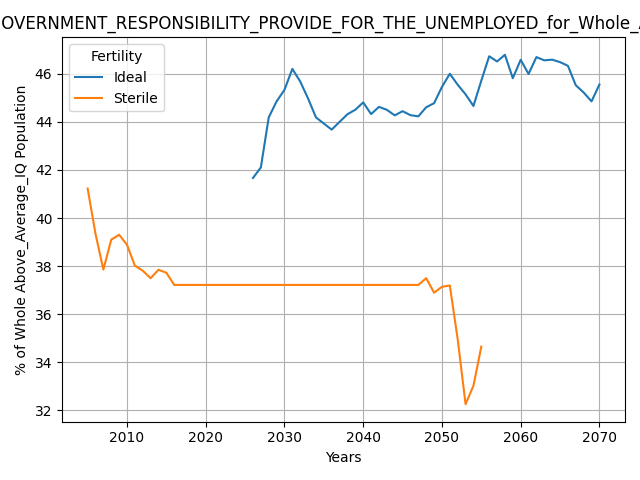 OVERNMENT_RESPONSIBILITY_PROVIDE_FOR_THE_UNEMPLOYED_for_Whole_
Fertility
Ideal
Sterile
% of Whole Above_Average_IQ Population
46
44
42
40
38
36
34
32
2010 2020 2030 2040 2050 2060 2070
Years